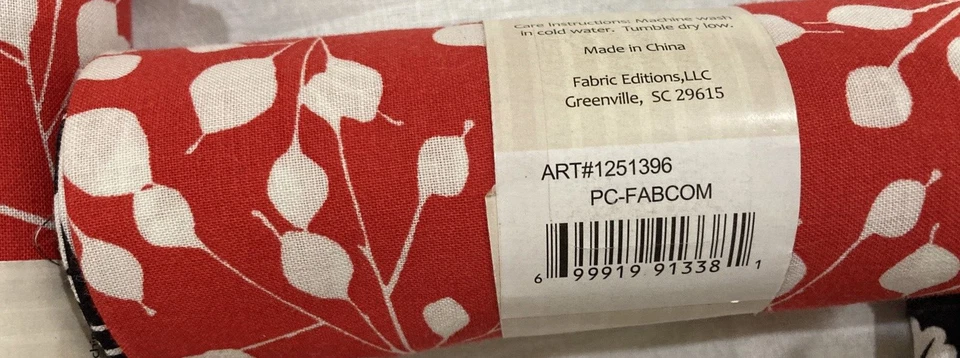 Care Instructions: Machine wash
in cold water. Tumble dry low.
Made in China
Fabric Editions,LLC
Greenville, SC 29615
ART#1251396
PC-FABCOM
6 99919 91338 1